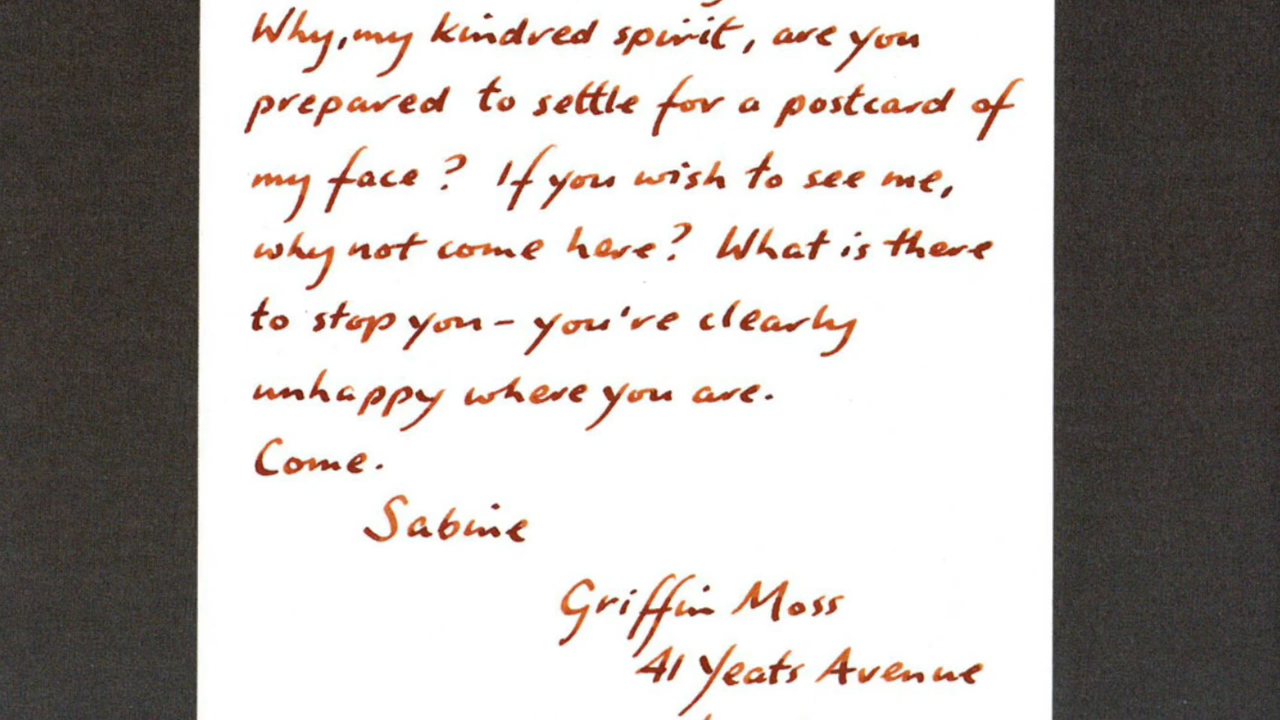 Why, my kindred spirit, are you
prepared to settle for a postcard of
my face? If you wish to see me,
why not come here? What is there
to stop you – you're clearly
unhappy where you are.
Come.
Sabine
Griffin Moss
41 Yeats Avenue